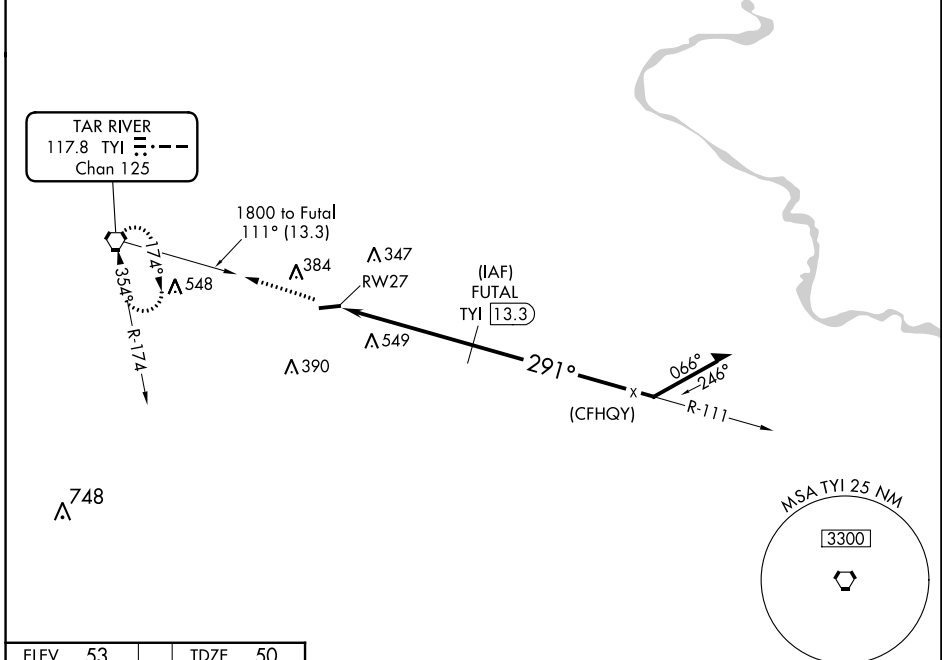 TAR RIVER
117.8 TYI
Chan 125
1800 to Futal
111° (13.3)
347
384
RW27
548
174°
354°
R-174
(IAF)
FUTAL
TYI 13.3
549
390
291°
066°
246°
(CFHQY)
R-111
748
MSA TYI 25 NM
3300
ELEV 53 TDZE 50